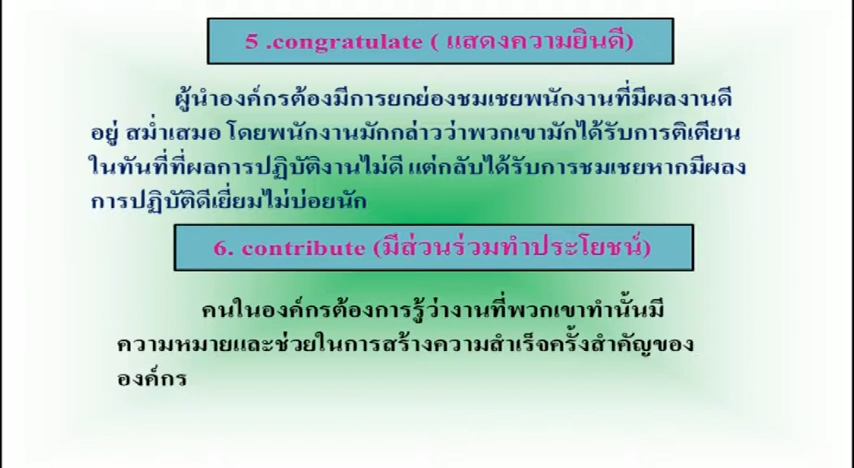 5 .congratulate ( แสดงความยินดี)
ผู้นำองค์กรต้องมีการยกย่องชมเชยพนักงานที่มีผลงานดี
อยู่ สม่ำเสมอ โดยพนักงานมักกล่าวว่าพวกเขามักได้รับการติเตียน
ในทันทีที่ผลการปฏิบัติงานไม่ดี แต่กลับได้รับการชมเชยหากมีผลง
การปฏิบัติดีเยี่ยมไม่บ่อยนัก
6. contribute (มีส่วนร่วมทำประโยชน์)
คนในองค์กรต้องการรู้ว่างานที่พวกเขาทำนั้นมี
ความหมายและช่วยในการสร้างความสำเร็จครั้งสำคัญของ
องค์กร